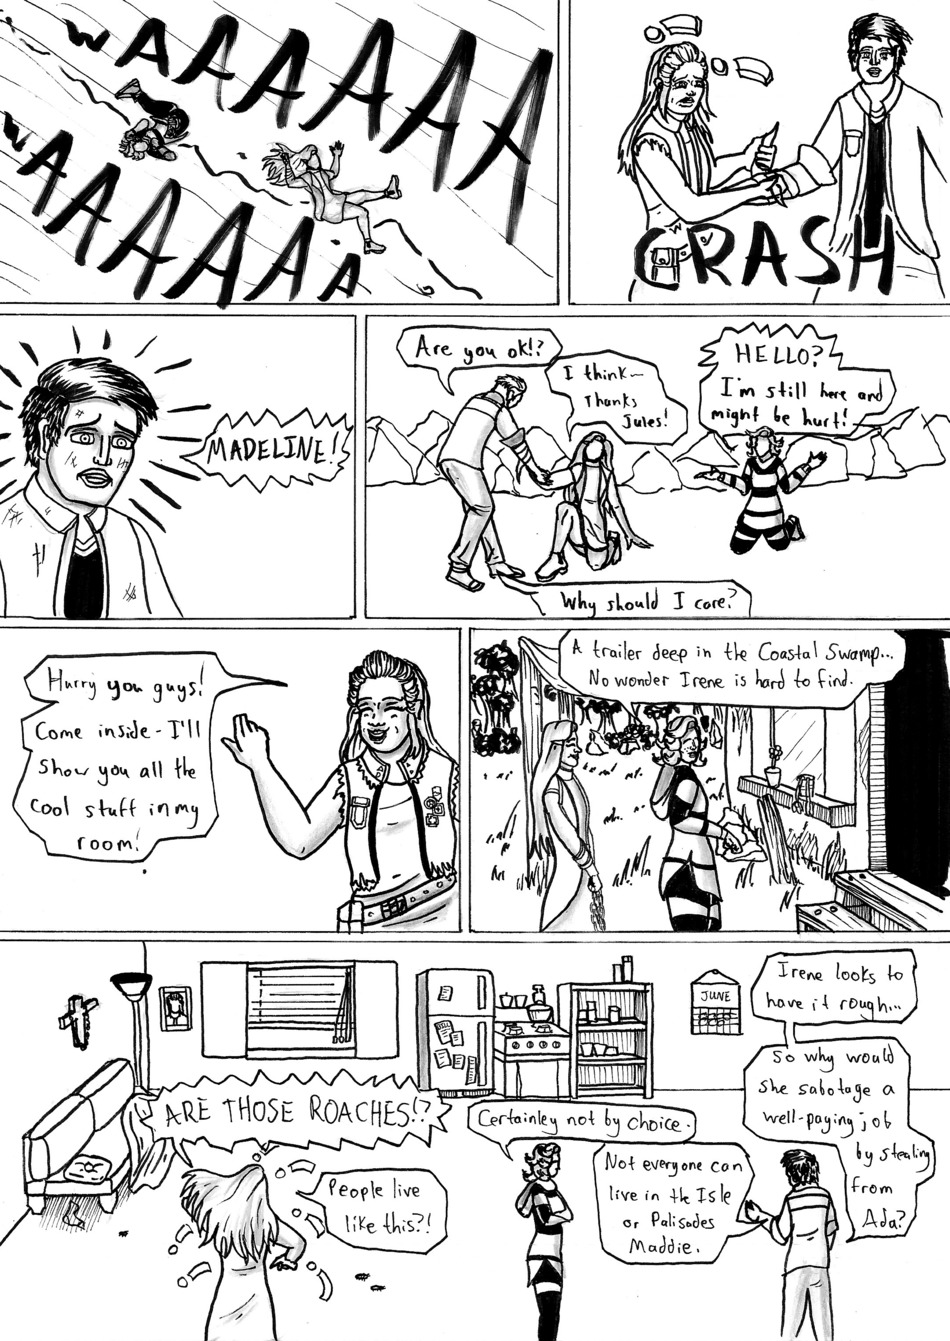 WAAAAAAA
WAAAAAAA
CRASH
MADELINE!
Are you ok!?
I think—
Thanks
Jules!
HELLO?
I'm still here and
might be hurt!
Why should I care?
Hurry you guys!
Come inside - I'll
show you all the
cool stuff in my
room!
A trailer deep in the Coastal Swamp...
No wonder Irene is hard to find.
JUNE
Irene looks to
have it rough...
So why would
she sabotage a
well-paying job
by stealing
from
Ada?
ARE THOSE ROACHES!?
People live
like this?!
Certainley not by choice.
Not everyone can
live in the Isle
or Palisades
Maddie.